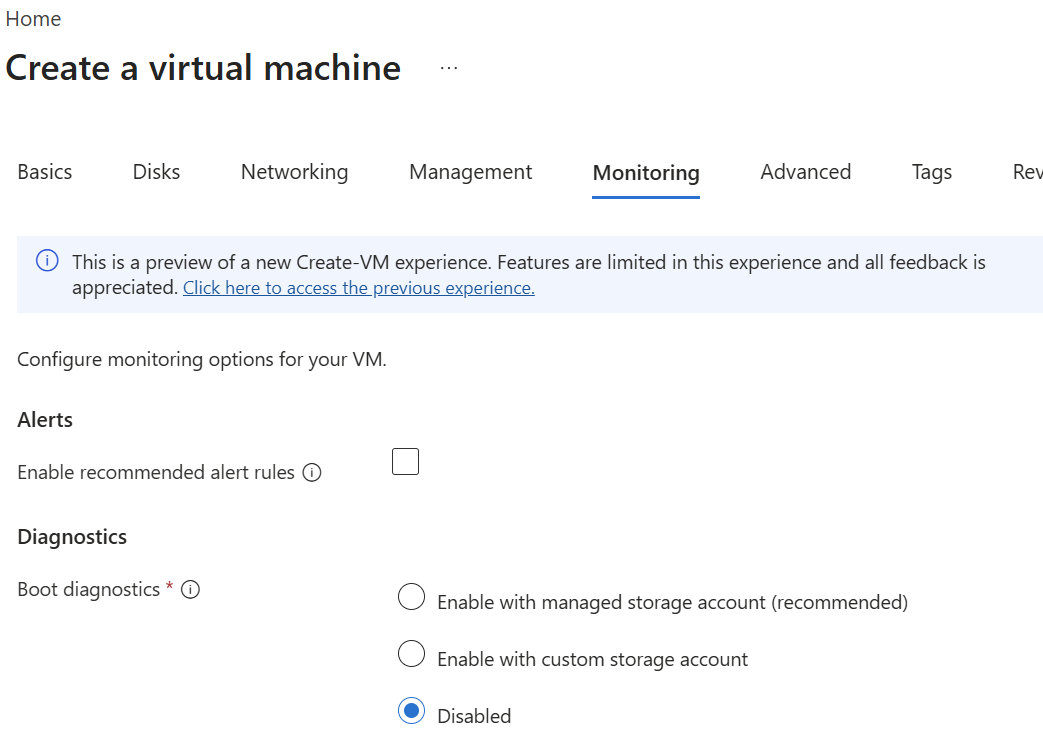 Home
Create a virtual machine ...
Basics Disks Networking Management Monitoring Advanced Tags Rev
This is a preview of a new Create-VM experience. Features are limited in this experience and all feedback is
appreciated. Click here to access the previous experience.
Configure monitoring options for your VM.
Alerts
Enable recommended alert rules
Diagnostics
Boot diagnostics *
Enable with managed storage account (recommended)
Enable with custom storage account
Disabled